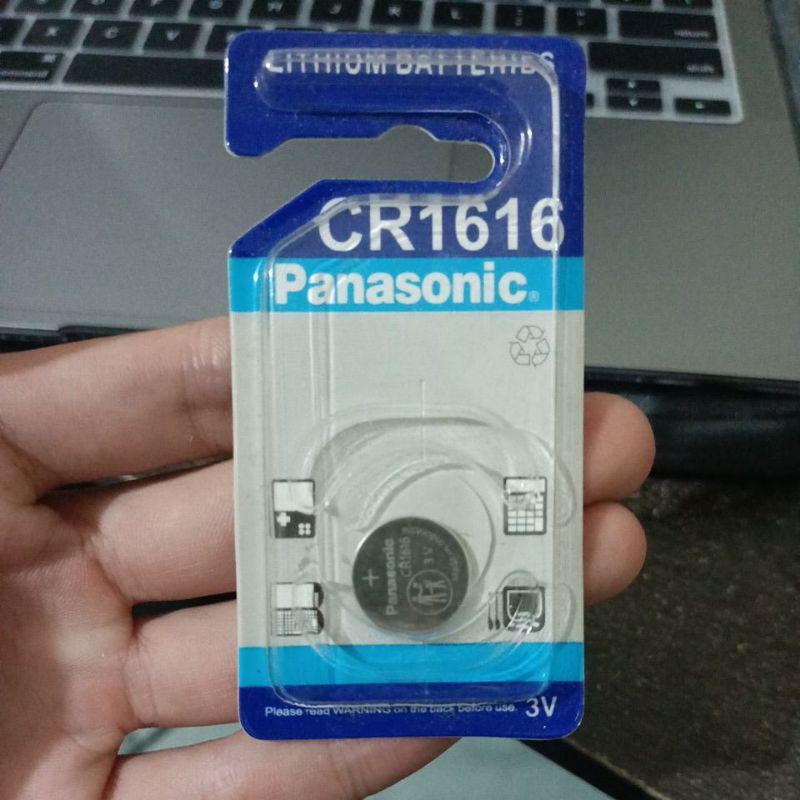 LITHIUM BATTERIES
CR1616
Panasonic®
+
Panasonic
CR1616
3V
Please read WARNING on the back before use.
3V